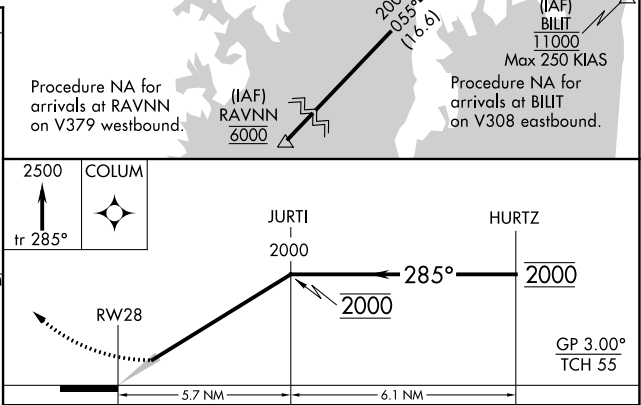 200
055°
(16.6)
(IAF)
BILIT
11000
Max 250 KIAS
Procedure NA for
arrivals at BILIT
on V308 eastbound.
Procedure NA for
arrivals at RAVNN
on V379 westbound.
(IAF)
RAVNN
6000
2500
tr 285°
COLUM
JURTI
2000
HURTZ
285°
2000
2000
RW28
GP 3.00°
TCH 55
5.7 NM
6.1 NM